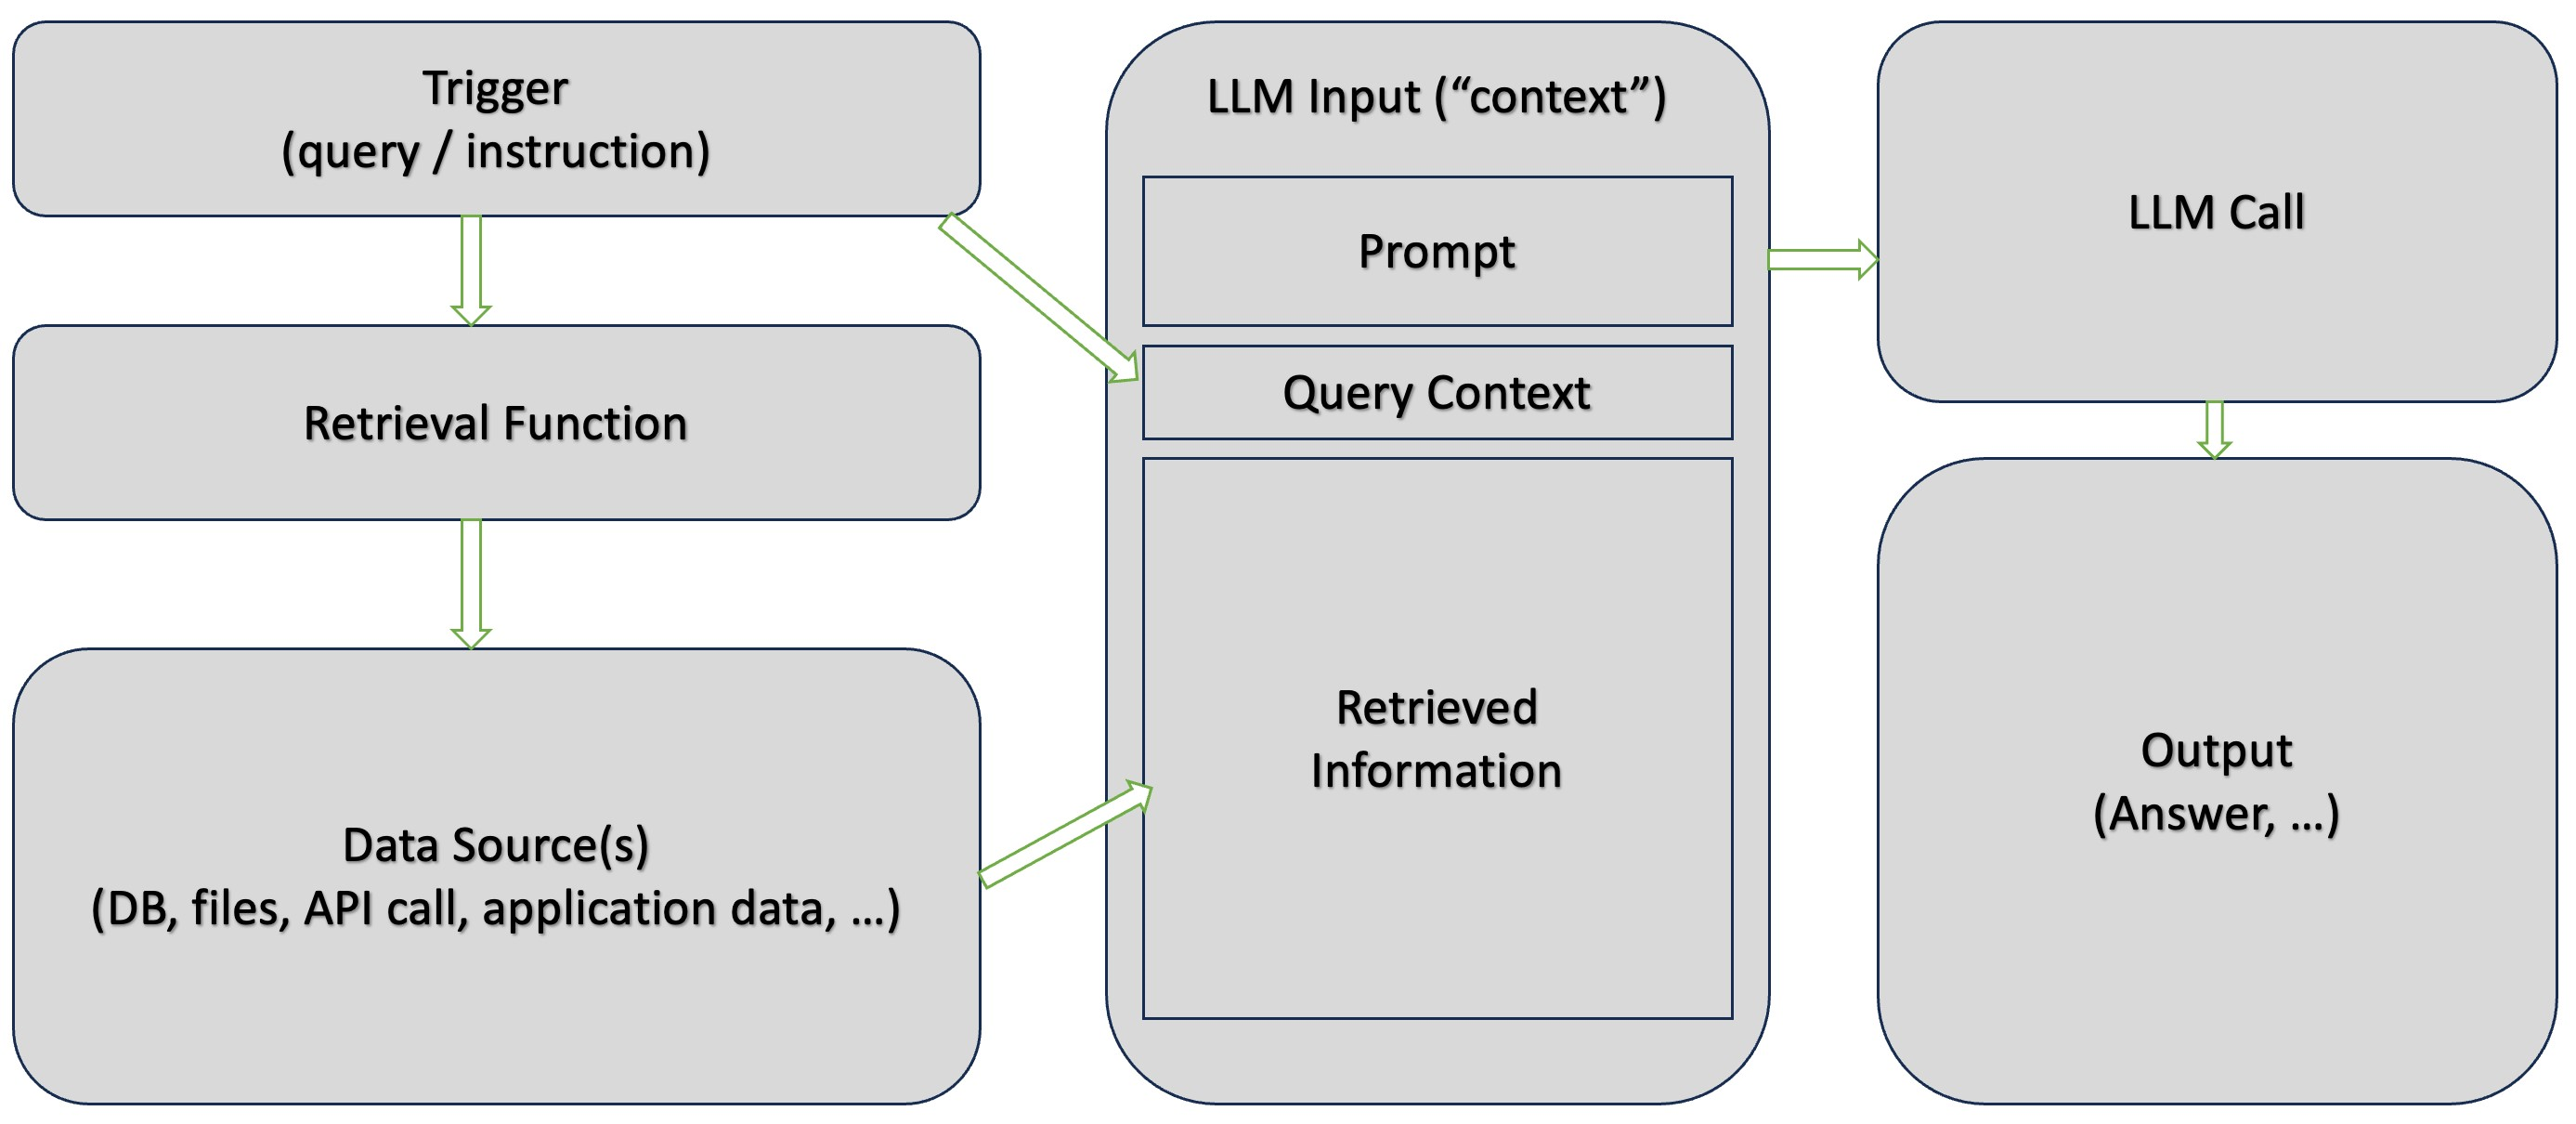 Trigger
(query / instruction)
Retrieval Function
Data Source(s)
(DB, files, API call, application data, …)
LLM Input (“context”)
Prompt
Query Context
Retrieved
Information
LLM Call
Output
(Answer, …)